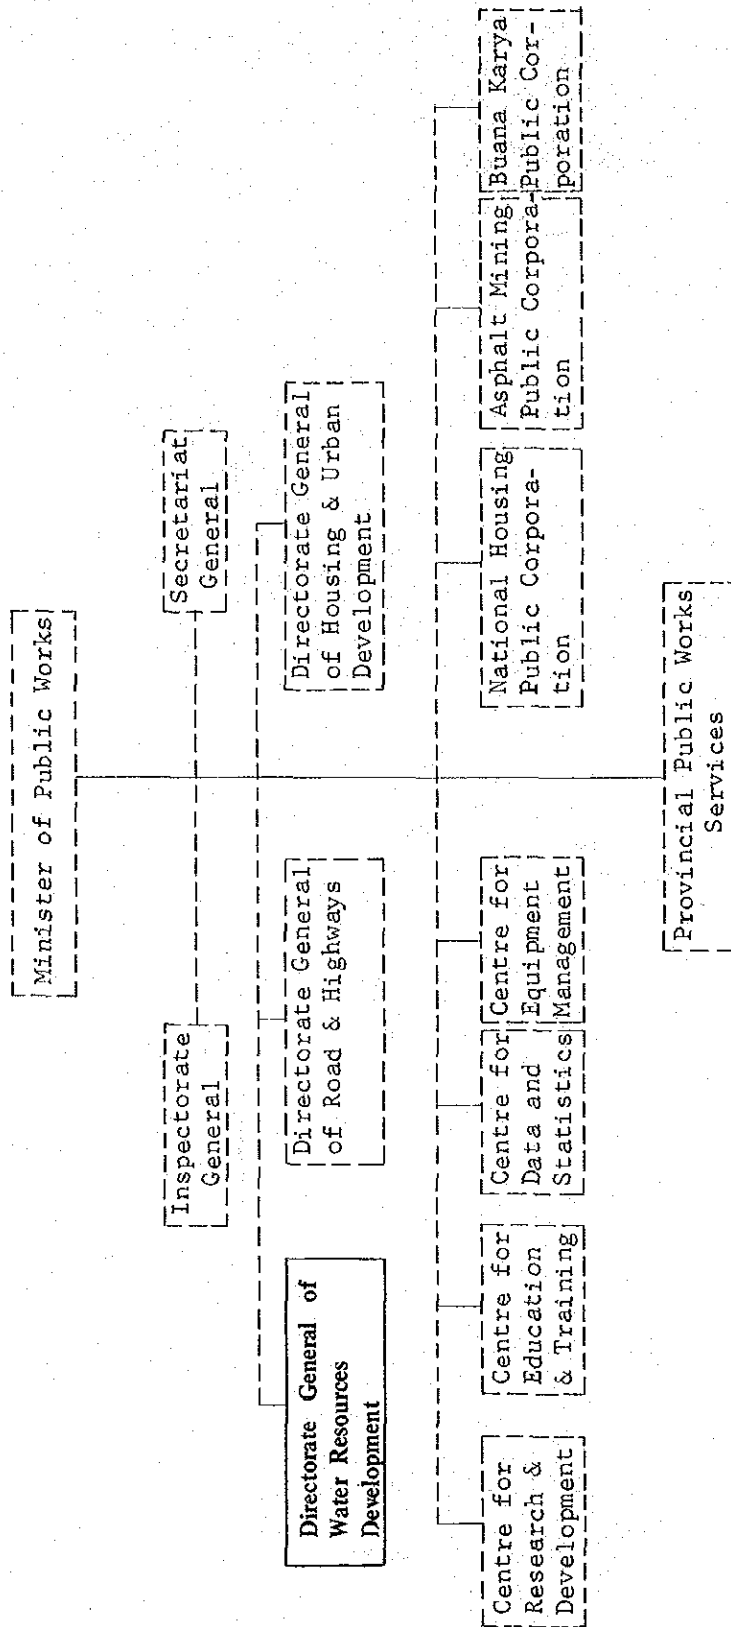 Minister of Public Works
Inspectorate
General
Secretariat
General
Directorate General of
Water Resources
Development
Directorate General
of Road & Highways
Directorate General
of Housing & Urban
Development
Centre for
Research &
Development
Centre for
Education
& Training
Centre for
Data and
Statistics
Centre for
Equipment
Management
National Housing
Public Corpora-
tion
Asphalt Mining
Public Corpora-
tion
Buana Karya
Public Cor-
poration
Provincial Public Works
Services